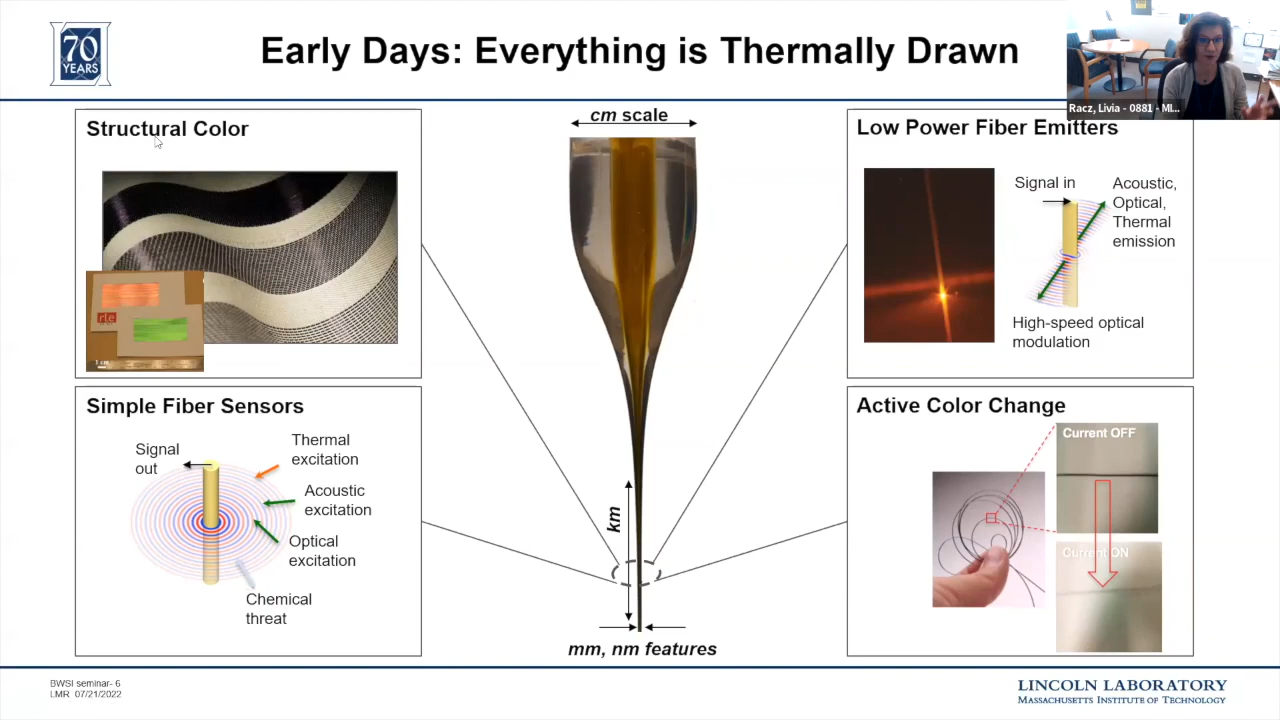 70
YEARS
Early Days: Everything is Thermally Drawn
Racz, Livia - 0881 - MI...
Structural Color
rle
cm scale
Low Power Fiber Emitters
Signal in
Acoustic,
Optical,
Thermal
emission
High-speed optical
modulation
Simple Fiber Sensors
Signal
out
Thermal
excitation
Acoustic
excitation
Optical
excitation
Chemical
threat
km
mm, nm features
Active Color Change
Current OFF
Current ON
BWSI seminar- 6
LMR 07/21/2022
LINCOLN LABORATORY
MASSACHUSETTS INSTITUTE OF TECHNOLOGY